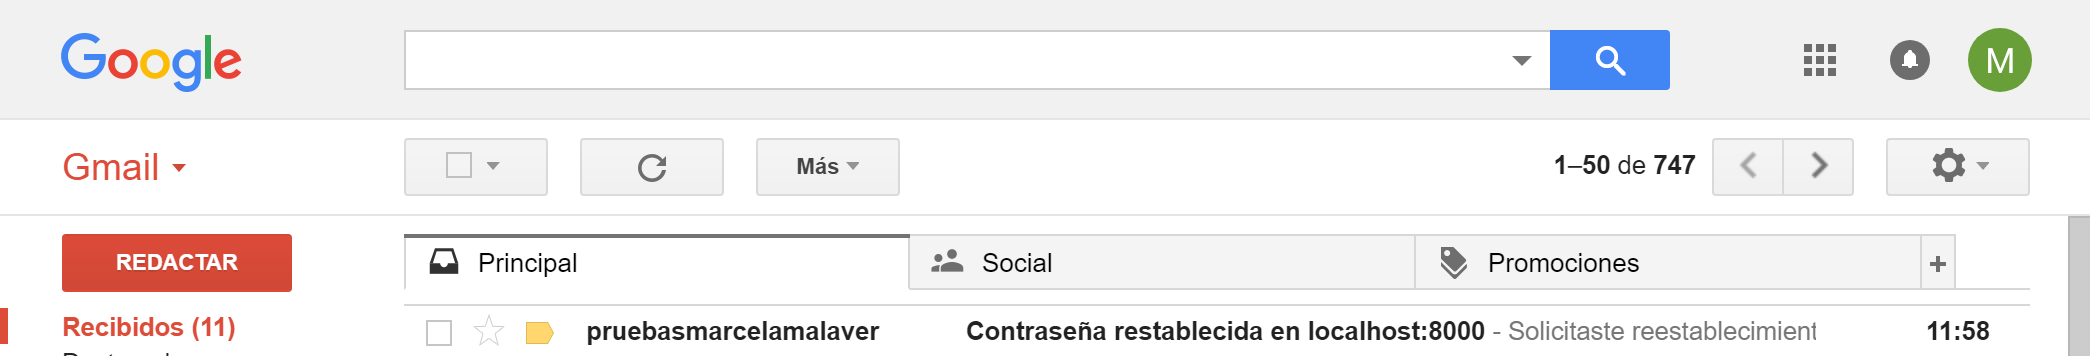 Google
M
Gmail
Más
1–50 de 747
REDACTAR
Principal
Social
Promociones
+
Recibidos (11)
pruebasmarcelamalaver Contraseña restablecida en localhost:8000 - Solicitaste reestablecimient 11:58